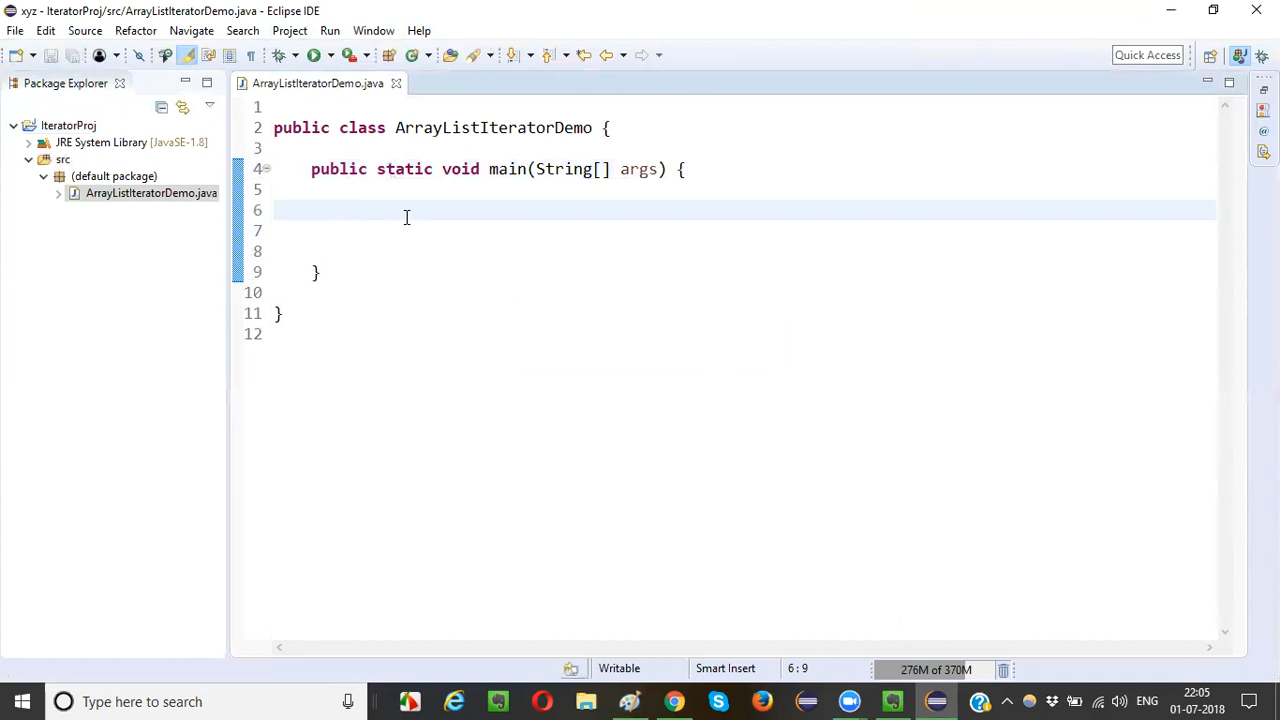 xyz - IteratorProj/src/ArrayListIteratorDemo.java - Eclipse IDE
File Edit Source Refactor Navigate Search Project Run Window Help
Quick Access
Package Explorer
ArrayListIteratorDemo.java
IteratorProj
JRE System Library [JavaSE-1.8]
src
(default package)
ArrayListIteratorDemo.java
1
2 public class ArrayListIteratorDemo {
3
4 public static void main(String[] args) {
5
6
7
8
9 }
10
11 }
12
Writable Smart Insert 6 : 9 276M of 370M
Type here to search
ENG
22:05
01-07-2018